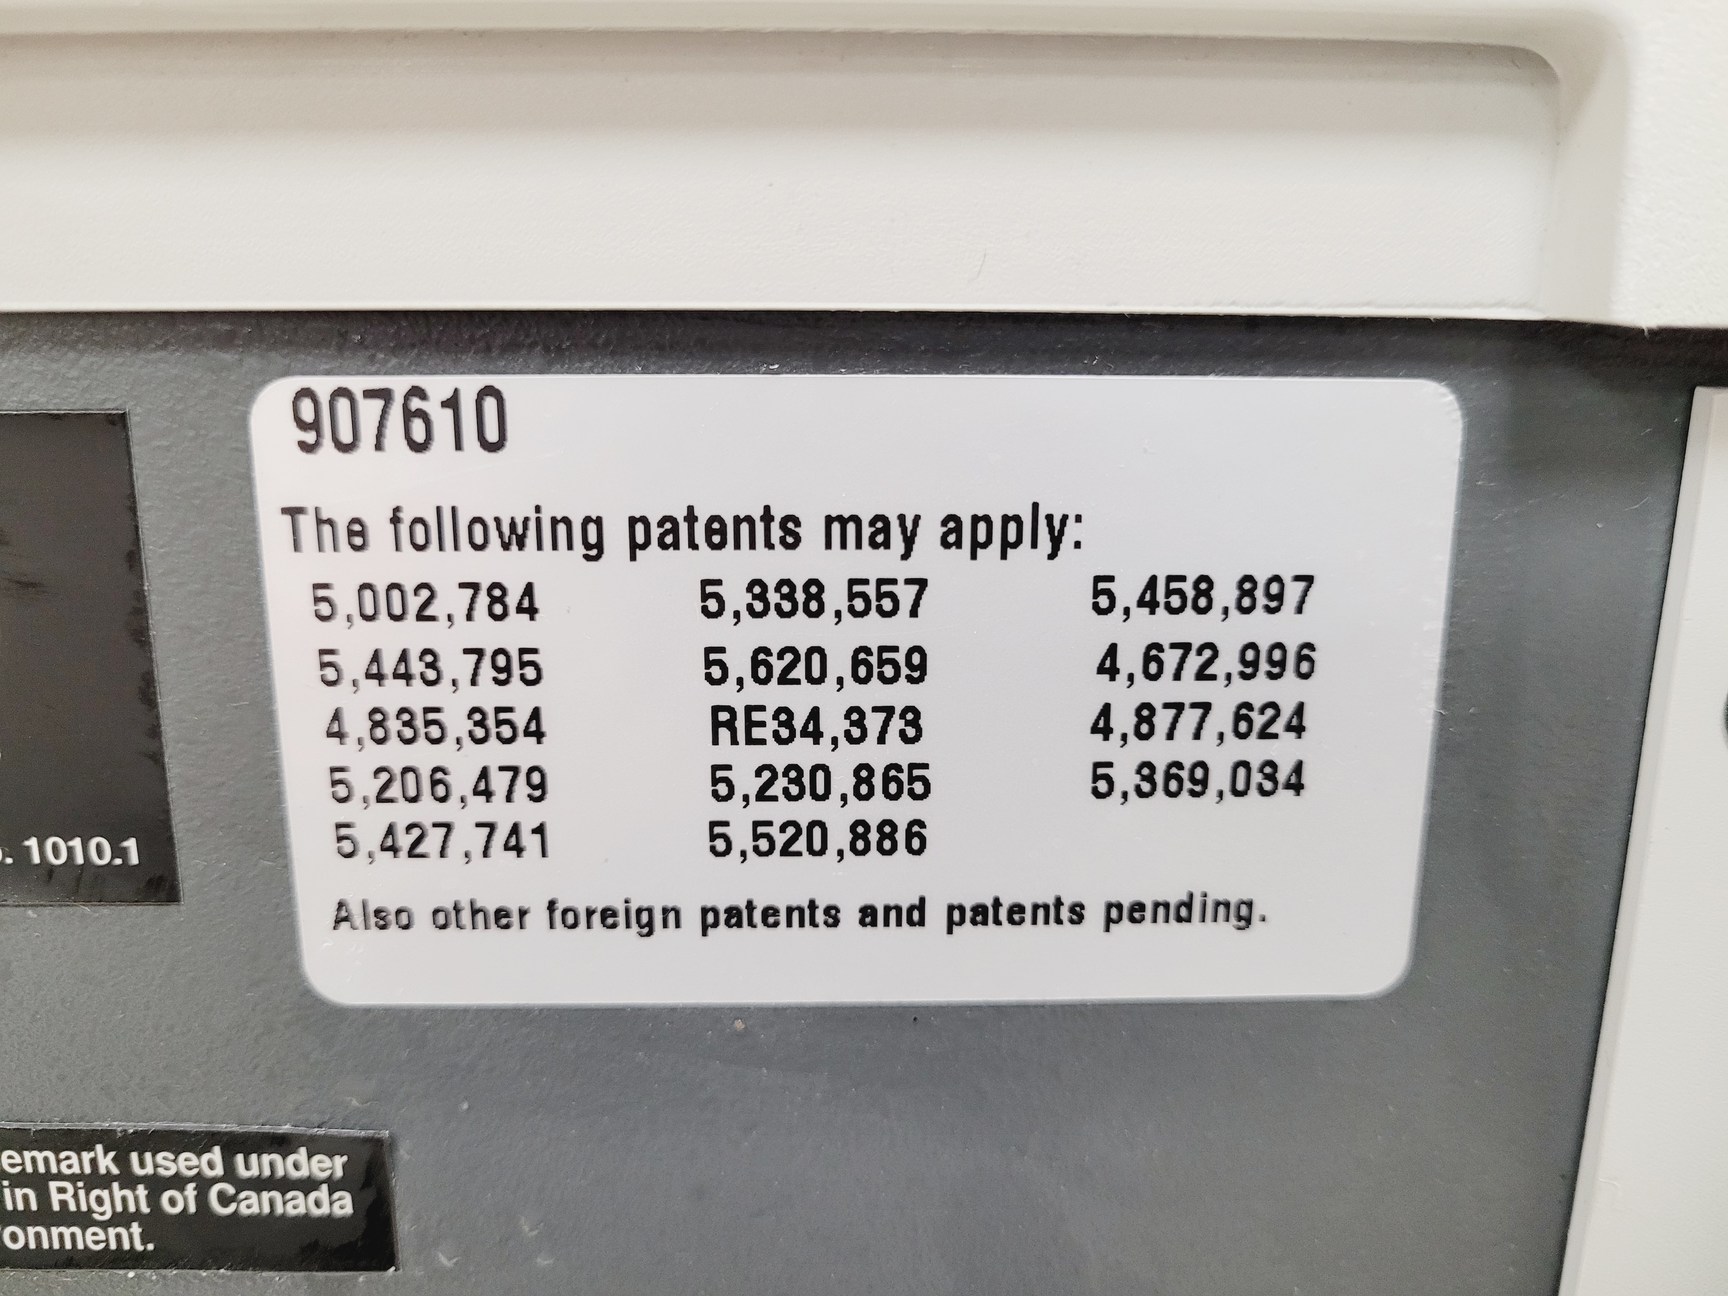 907610
The following patents may apply:
5,002,784 5,338,557 5,458,897
5,443,795 5,620,659 4,672,996
4,835,354 RE34,373 4,877,624
5,206,479 5,230,865 5,369,034
5,427,741 5,520,886
Also other foreign patents and patents pending.
. 1010.1
emark used under
in Right of Canada
onment.